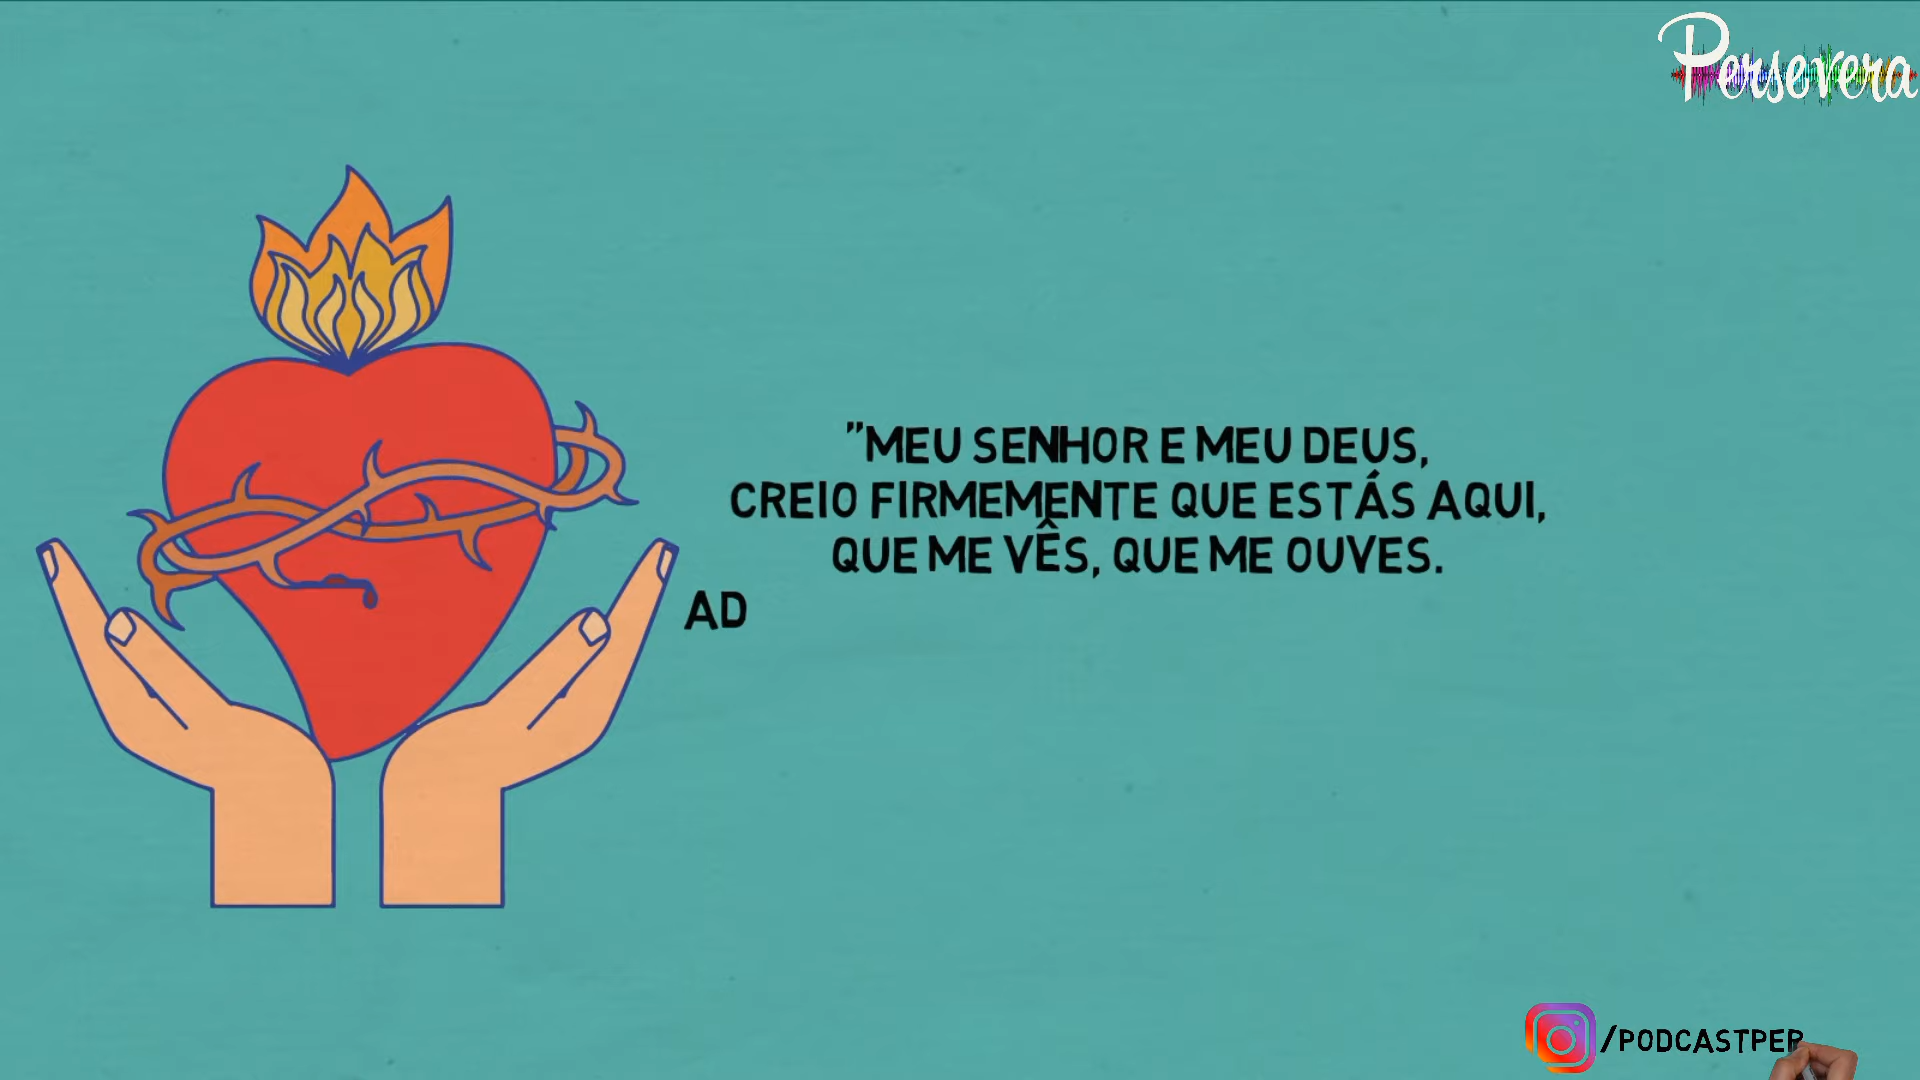 Persevera
"MEU SENHOR E MEU DEUS,
CREIO FIRMEMENTE QUE ESTÁS AQUI,
QUE ME VÊS, QUE ME OUVES.
AD
/PODCASTPER